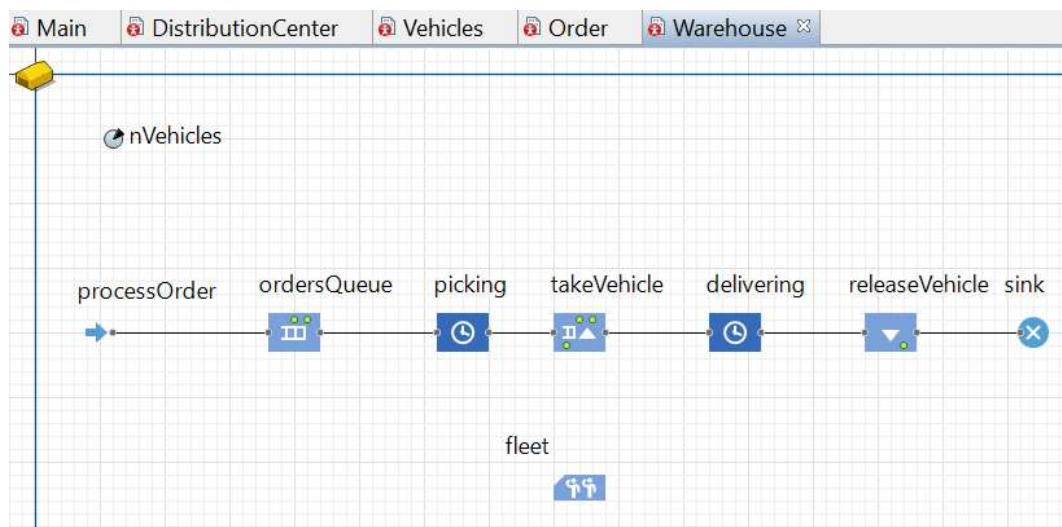 Main DistributionCenter Vehicles Order Warehouse
nVehicles
processOrder ordersQueue picking takeVehicle delivering releaseVehicle sink
fleet